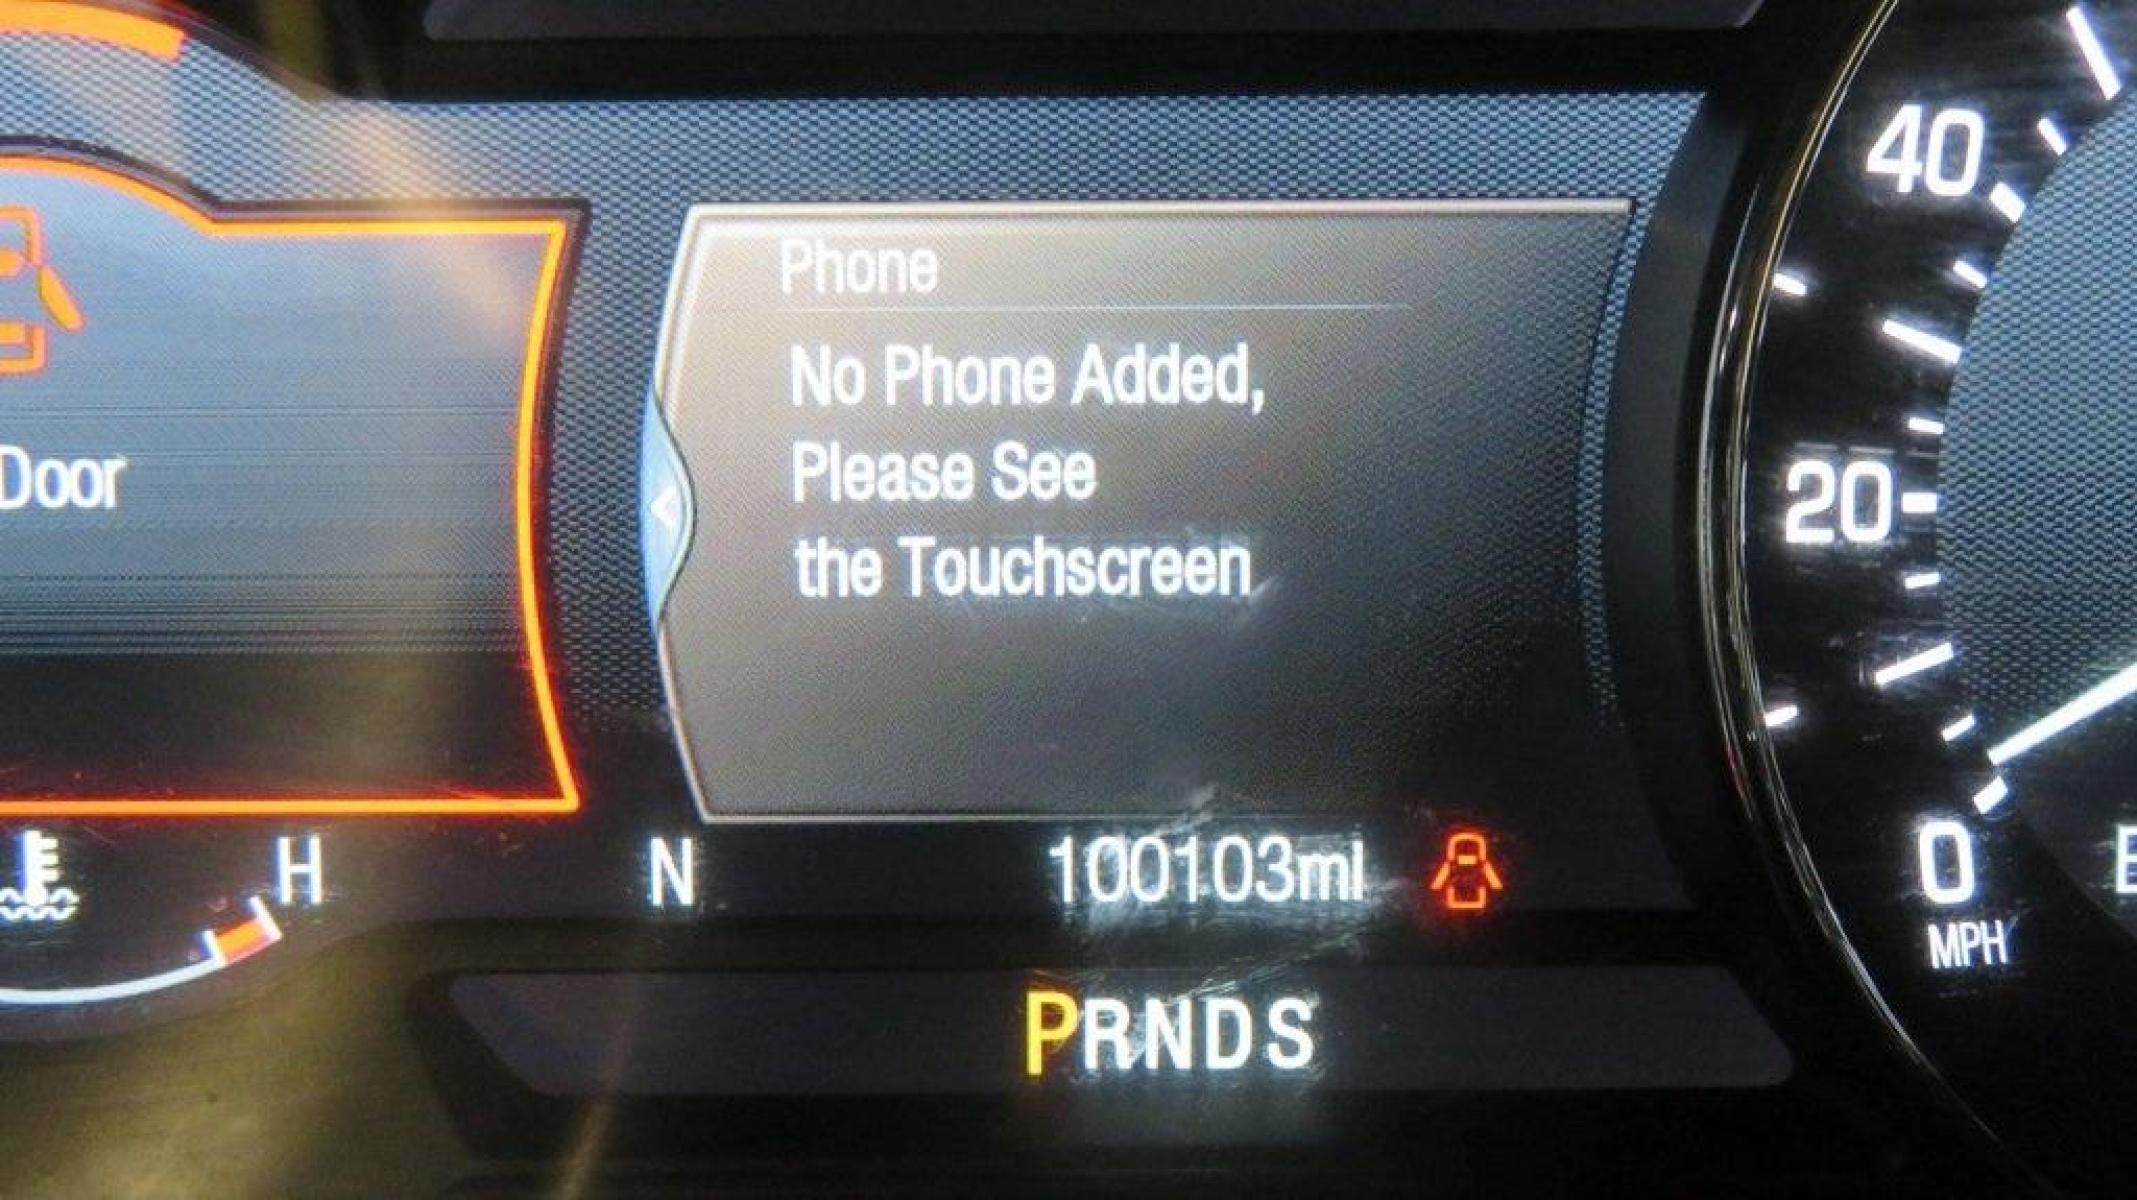 40
Phone
No Phone Added,
Please See
the Touchscreen
Door
20
H
N
100103mi
0
MPH
PRNDS